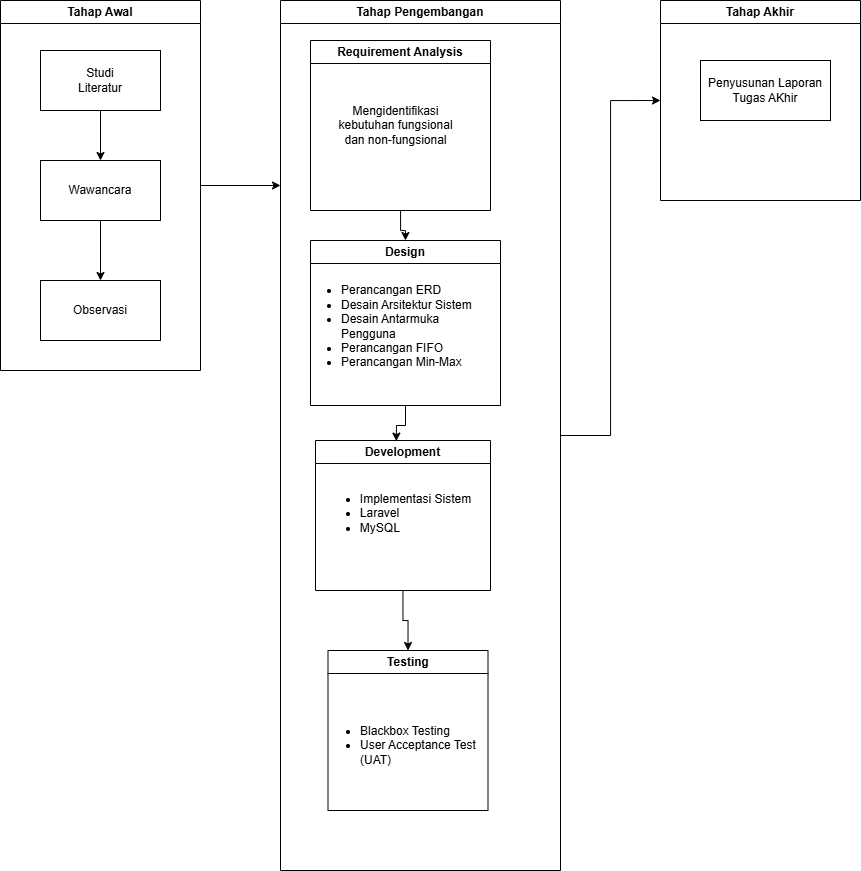 Tahap Awal
Studi
Literatur
Wawancara
Observasi
Tahap Pengembangan
Requirement Analysis
Mengidentifikasi
kebutuhan fungsional
dan non-fungsional
Design
• Perancangan ERD
• Desain Arsitektur Sistem
• Desain Antarmuka
Pengguna
• Perancangan FIFO
• Perancangan Min-Max
Development
• Implementasi Sistem
• Laravel
• MySQL
Testing
• Blackbox Testing
• User Acceptance Test
(UAT)
Tahap Akhir
Penyusunan Laporan
Tugas AKhir